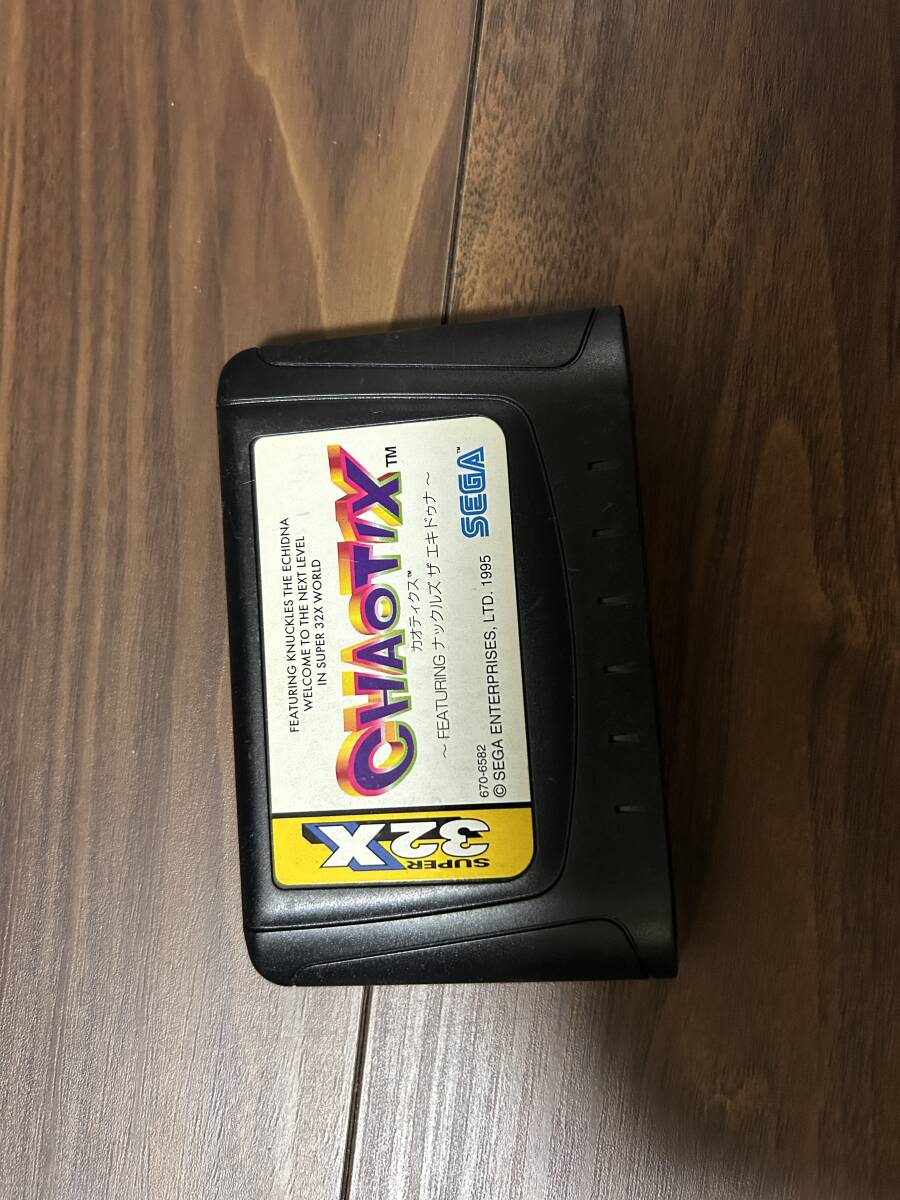 FEATURING KNUCKLES THE ECHIDNA
WELCOME TO THE NEXT LEVEL
IN SUPER 32X WORLD
CHAOTIX™
カオティクス™
～FEATURING ナックルズ ザ エキドゥナ～
670-6582
© SEGA ENTERPRISES, LTD. 1995
SEGA™
SUPER
32X